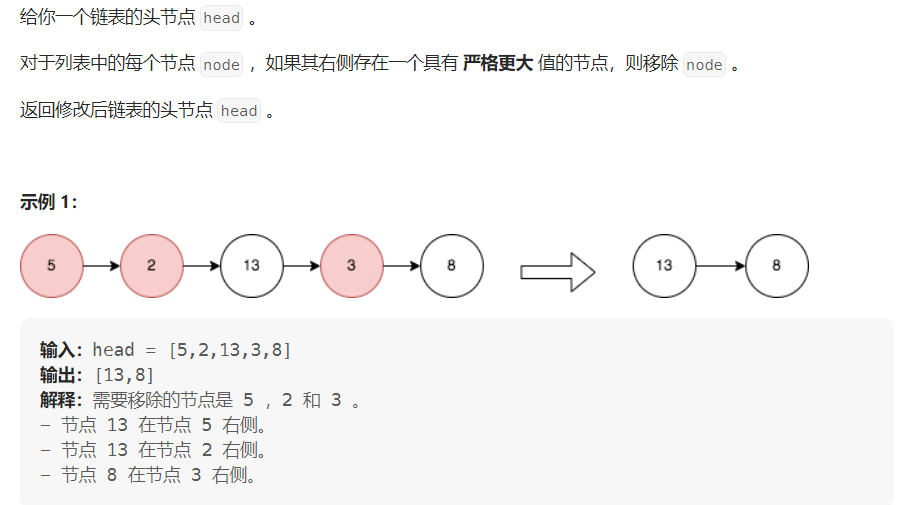 给你一个链表的头节点 head 。
对于列表中的每个节点 node ，如果其右侧存在一个具有 严格更大 值的节点，则移除 node 。
返回修改后链表的头节点 head 。
示例 1：
5 2 13 3 8 13 8
输入：head = [5,2,13,3,8]
输出：[13,8]
解释：需要移除的节点是 5 ，2 和 3 。
- 节点 13 在节点 5 右侧。
- 节点 13 在节点 2 右侧。
- 节点 8 在节点 3 右侧。